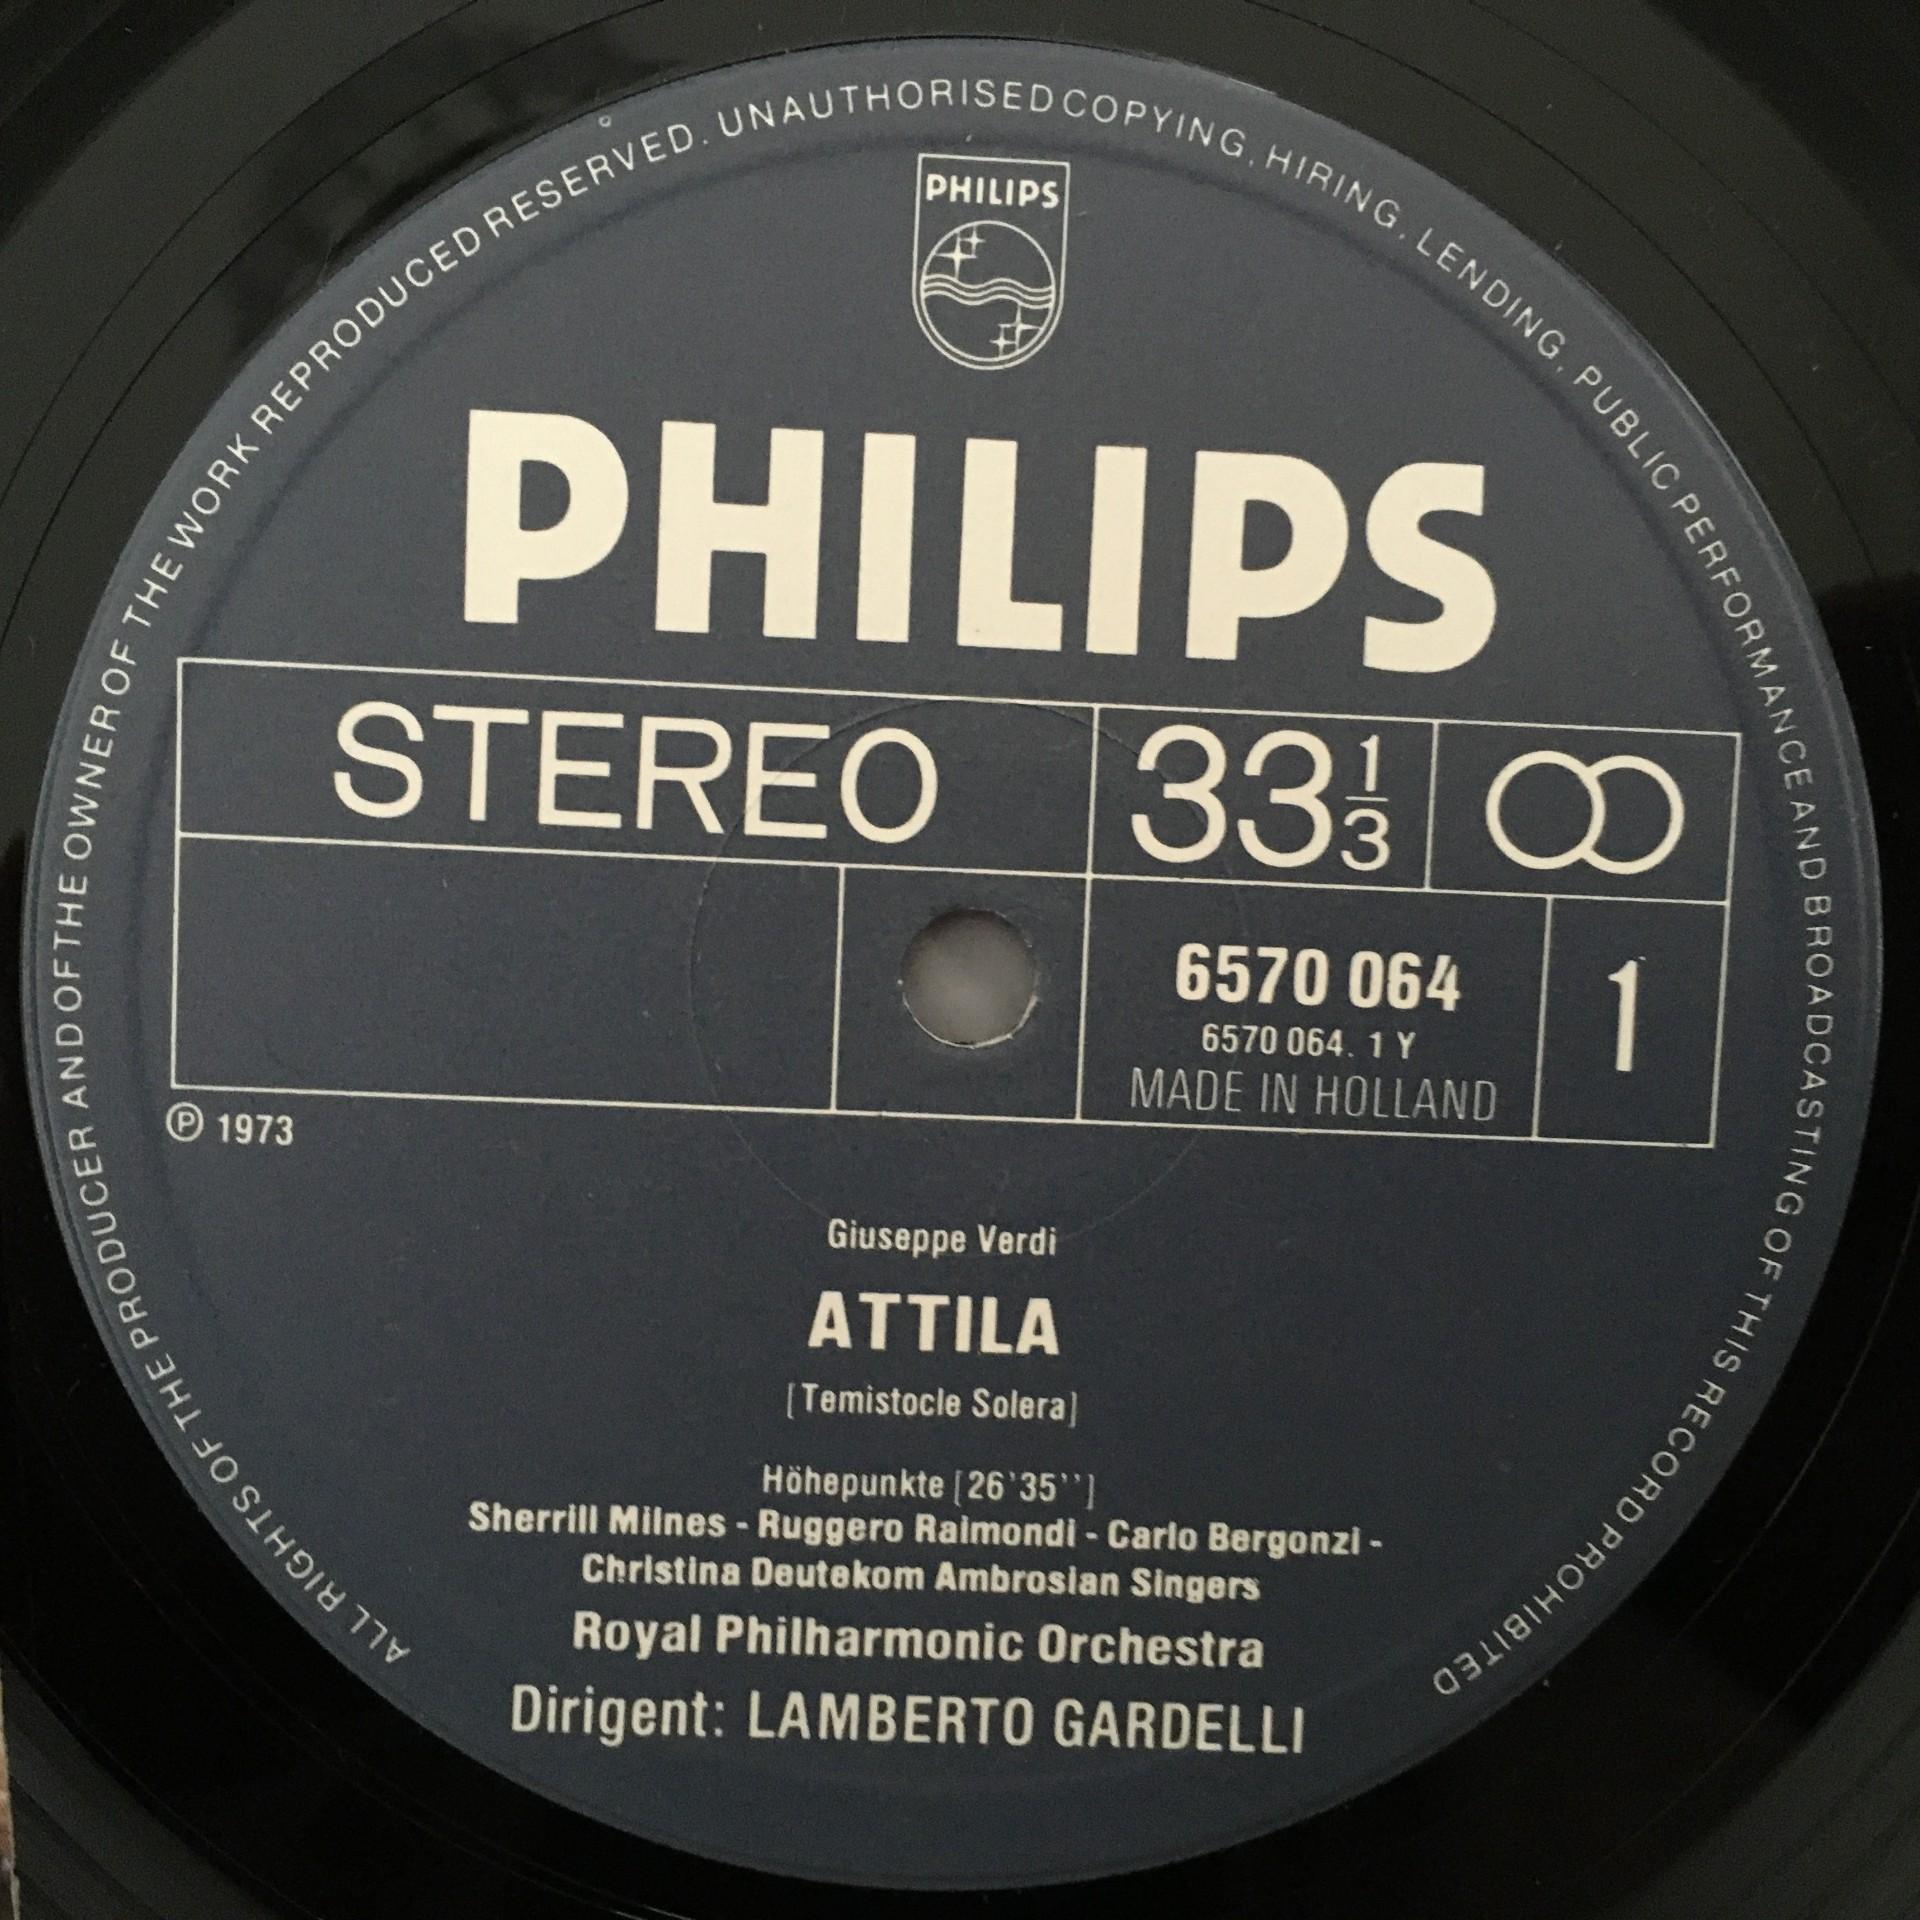 ALL RIGHTS OF THE PRODUCER AND OF THE OWNER OF THE WORK REPRODUCED RESERVED. UNAUTHORISED COPYING, HIRING, LENDING, PUBLIC PERFORMANCE AND BROADCASTING OF THIS RECORD PROHIBITED
PHILIPS
PHILIPS
STEREO 33 1/3
6570 064 1
6570 064. 1 Y
MADE IN HOLLAND
Ⓟ 1973
Giuseppe Verdi
ATTILA
[Temistocle Solera]
Höhepunkte [26'35'']
Sherrill Milnes - Ruggero Raimondi - Carlo Bergonzi -
Christina Deutekom Ambrosian Singers
Royal Philharmonic Orchestra
Dirigent: LAMBERTO GARDELLI